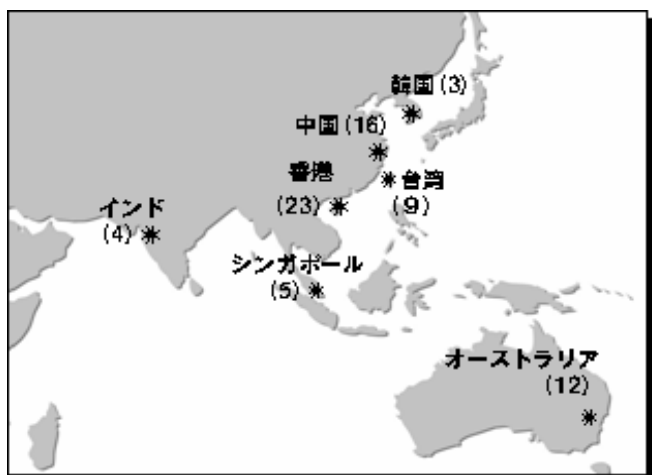 韓国(3)
中国(16)
香港
(23)
台湾
(9)
インド
(4)
シンガポール
(5)
オーストラリア
(12)